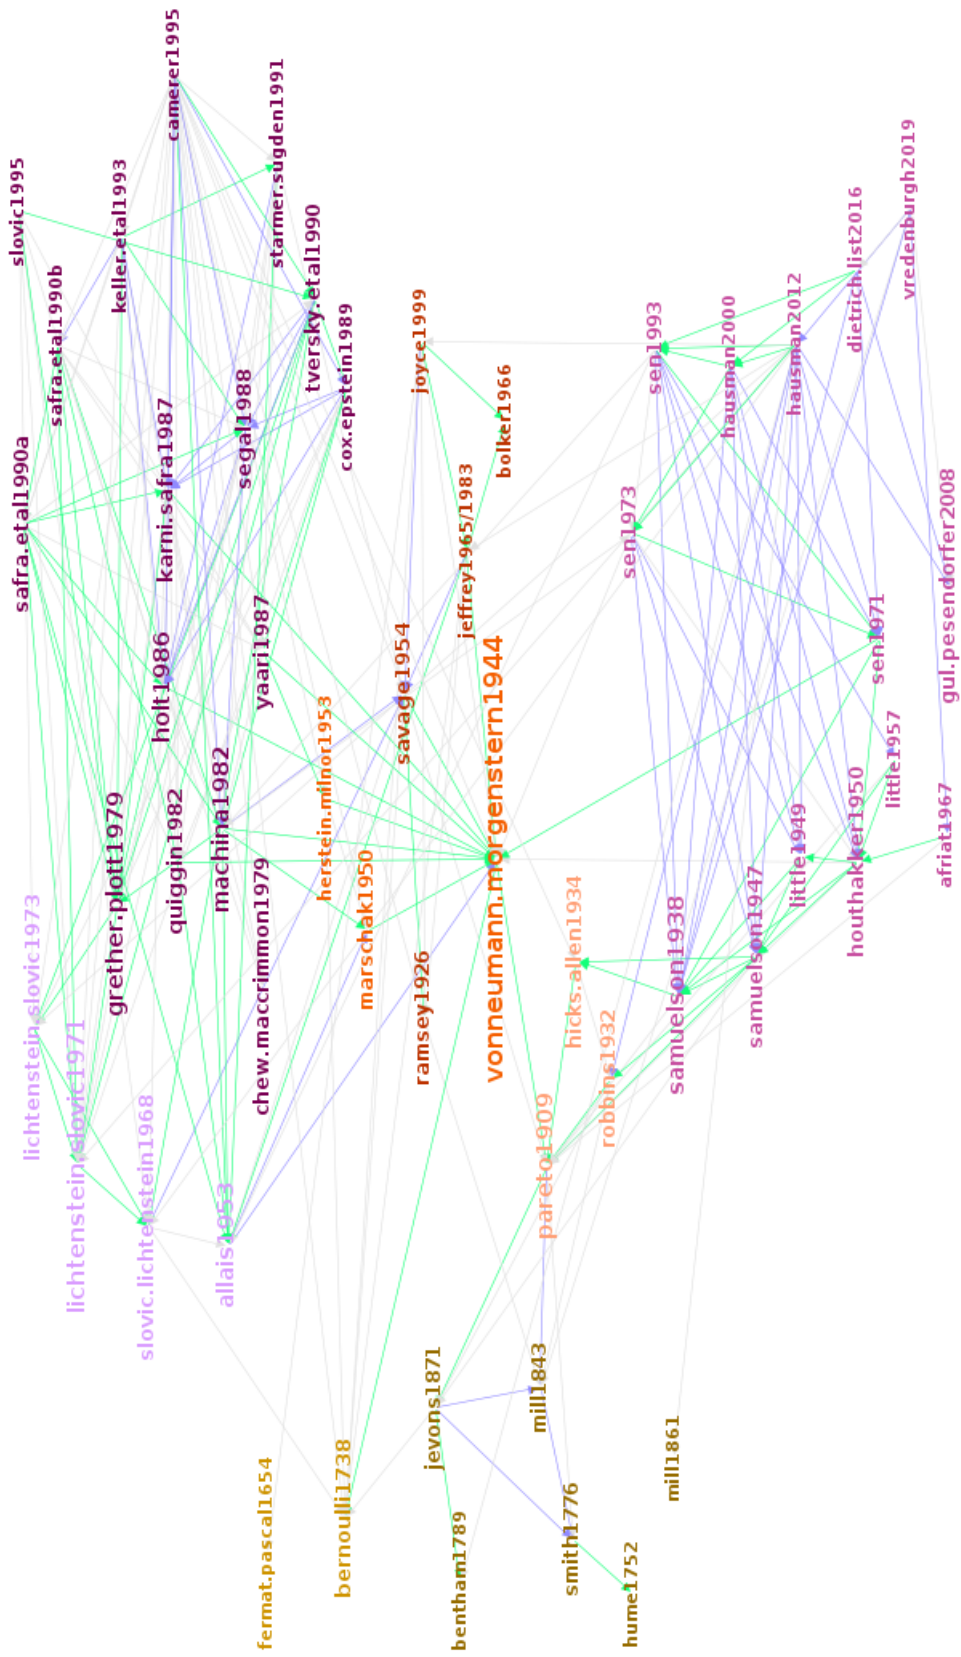 camerer1995
starmer.sugden1991
slovic1995
keller.etal1993
safra.etal1990b
tversky.etal1990
cox.epstein1989
segal1988
karni.safra1987
safra.etal1990a
holt1986
yaari1987
machina1982
quiggin1982
grether.plott1979
chew.maccrimmon1979
lichtenstein.slovic1973
lichtenstein.slovic1971
slovic.lichtenstein1968
allais1953
joyce1999
bolker1966
jeffrey1965/1983
savage1954
herstein.milnor1953
marschak1950
ramsey1926
vonneumann.morgenstern1944
vredenburgh2019
dietrich.list2016
hausman2012
hausman2000
sen1993
sen1973
sen1971
gul.pesendorfer2008
little1957
afriat1967
houthakker1950
little1949
samuelson1947
samuelson1938
hicks.allen1934
robbins1932
pareto1909
jevons1871
mill1843
mill1861
smith1776
hume1752
bentham1789
bernoulli1738
fermat.pascal1654